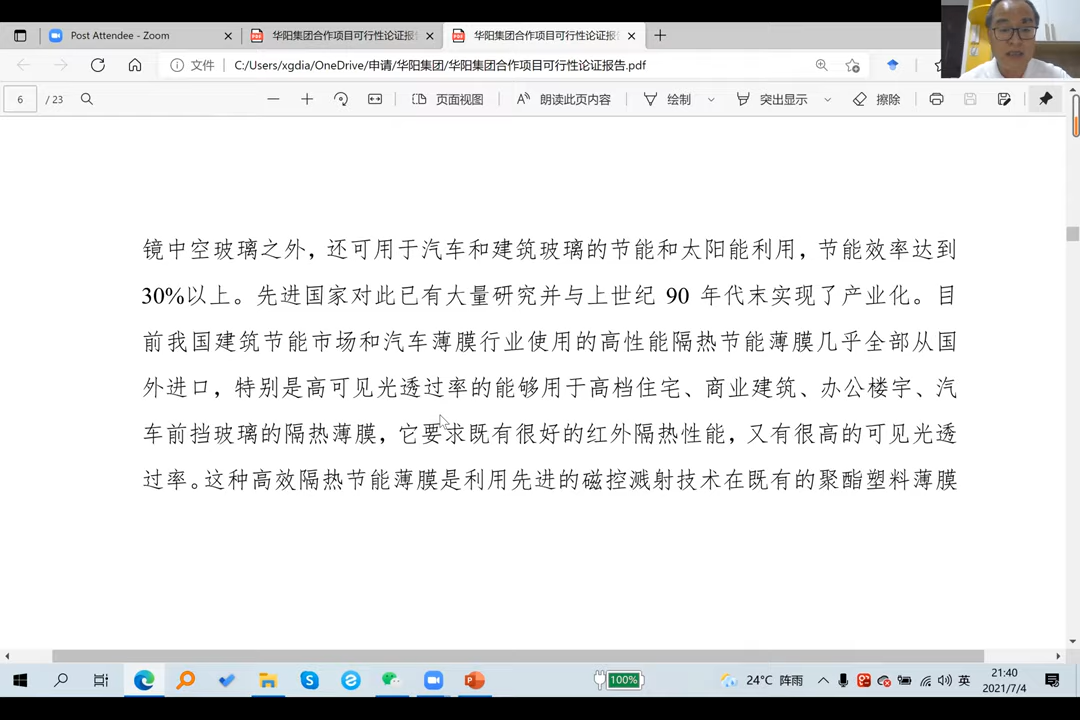 Post Attendee - Zoom
华阳集团合作项目可行性论证报
华阳集团合作项目可行性论证报
文件
C:/Users/xgdia/OneDrive/申请/华阳集团/华阳集团合作项目可行性论证报告.pdf
6 / 23
页面视图
朗读此页内容
绘制
突出显示
擦除
镜中空玻璃之外，还可用于汽车和建筑玻璃的节能和太阳能利用，节能效率达到
30%以上。先进国家对此已有大量研究并与上世纪 90 年代末实现了产业化。目
前我国建筑节能市场和汽车薄膜行业使用的高性能隔热节能薄膜几乎全部从国
外进口，特别是高可见光透过率的能够用于高档住宅、商业建筑、办公楼宇、汽
车前挡玻璃的隔热薄膜，它要求既有很好的红外隔热性能，又有很高的可见光透
过率。这种高效隔热节能薄膜是利用先进的磁控溅射技术在既有的聚酯塑料薄膜
100%
24°C 阵雨
英
21:40
2021/7/4